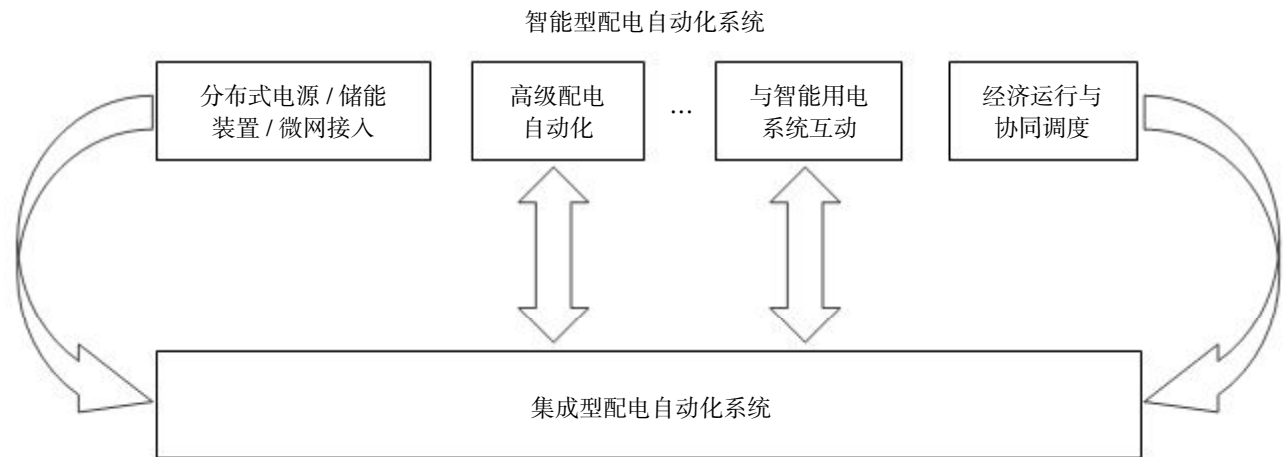 智能型配电自动化系统
分布式电源 / 储能
装置 / 微网接入
高级配电
自动化
…
与智能用电
系统互动
经济运行与
协同调度
集成型配电自动化系统